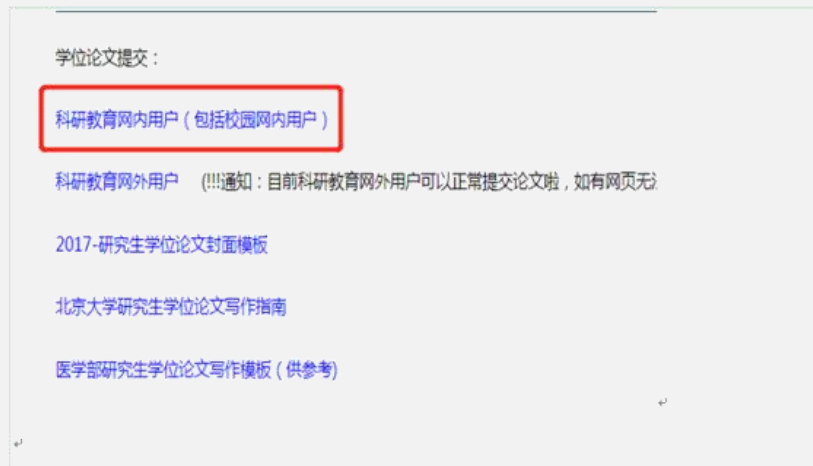 学位论文提交：
科研教育网内用户（包括校园网内用户）
科研教育网外用户 (!!!通知：目前科研教育网外用户可以正常提交论文啦，如有网页无
2017-研究生学位论文封面模板
北京大学研究生学位论文写作指南
医学部研究生学位论文写作模板（供参考)